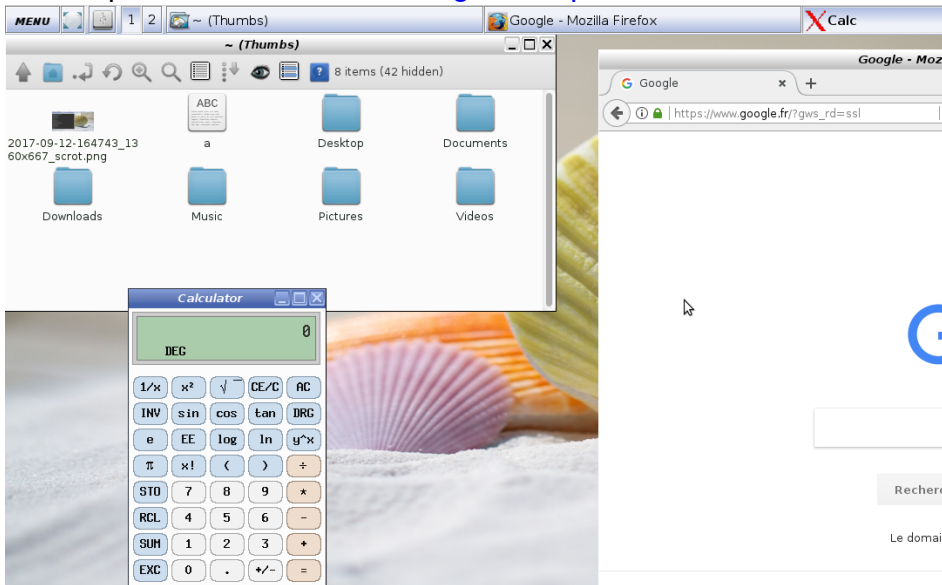 MENU 1 2 ~ (Thumbs) Google - Mozilla Firefox Calc
~ (Thumbs)
8 items (42 hidden)
2017-09-12-164743_13
60x667_scrot.png
ABC
a
Desktop
Documents
Downloads
Music
Pictures
Videos
Calculator
0
DEG
1/x x² √ CE/C AC
INV sin cos tan DRG
e EE log ln y^x
π x! ( ) ÷
STO 7 8 9 *
RCL 4 5 6 -
SUM 1 2 3 +
EXC 0 . +/- =
Google - Moz
G Google × +
https://www.google.fr/?gws_rd=ssl
G
Recher
Le domai